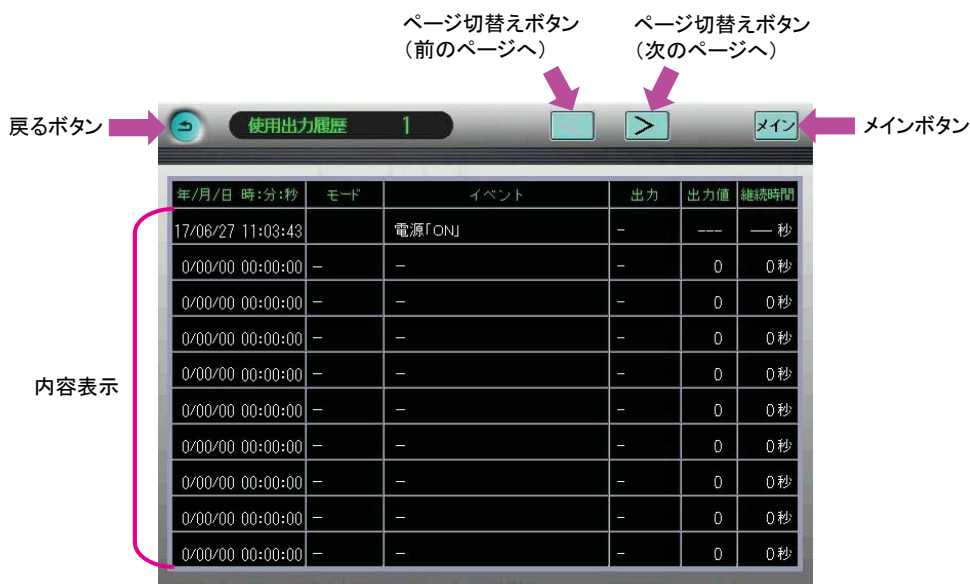 ページ切替えボタン
（前のページへ）
ページ切替えボタン
（次のページへ）
戻るボタン
使用出力履歴 1
>
メイン
メインボタン
年/月/日 時:分:秒 モード イベント 出力 出力値 継続時間
17/06/27 11:03:43 電源「ON」 - --- --- 秒
0/00/00 00:00:00 - - - 0 0秒
0/00/00 00:00:00 - - - 0 0秒
0/00/00 00:00:00 - - - 0 0秒
0/00/00 00:00:00 - - - 0 0秒
0/00/00 00:00:00 - - - 0 0秒
0/00/00 00:00:00 - - - 0 0秒
0/00/00 00:00:00 - - - 0 0秒
0/00/00 00:00:00 - - - 0 0秒
0/00/00 00:00:00 - - - 0 0秒
内容表示